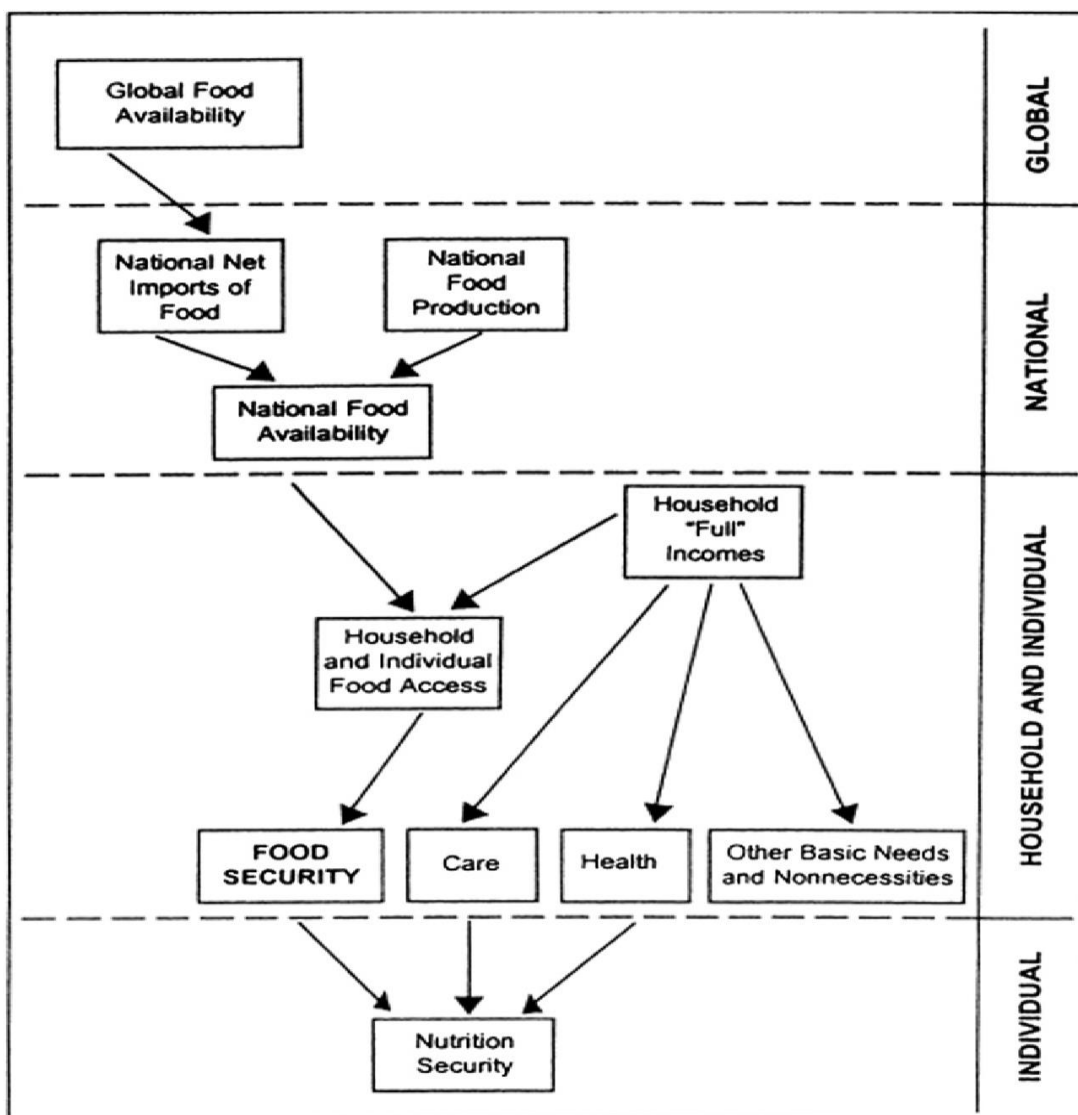 Global Food
Availability
GLOBAL
National Net
Imports of
Food
National
Food
Production
National Food
Availability
NATIONAL
Household
"Full"
Incomes
Household
and Individual
Food Access
FOOD
SECURITY
Care
Health
Other Basic Needs
and Nonnecessities
HOUSEHOLD AND INDIVIDUAL
Nutrition
Security
INDIVIDUAL